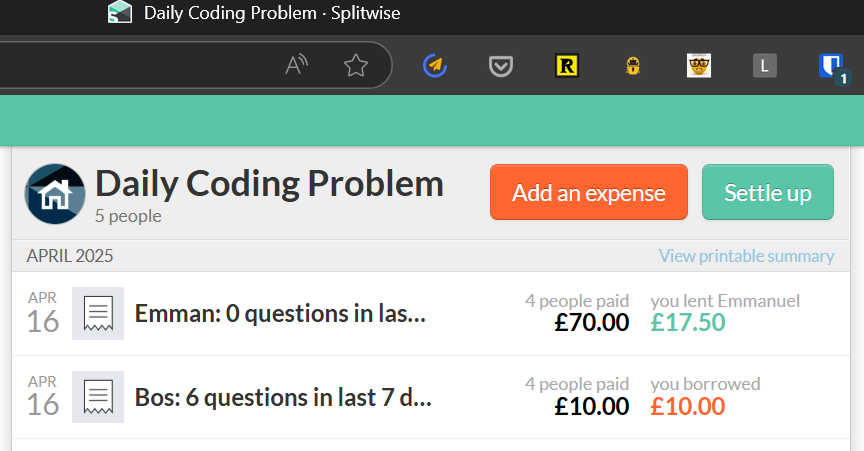 Daily Coding Problem · Splitwise
A
R
L
1
Daily Coding Problem
5 people
Add an expense
Settle up
APRIL 2025
View printable summary
APR
16
Emman: 0 questions in las…
4 people paid
£70.00
you lent Emmanuel
£17.50
APR
16
Bos: 6 questions in last 7 d…
4 people paid
£10.00
you borrowed
£10.00